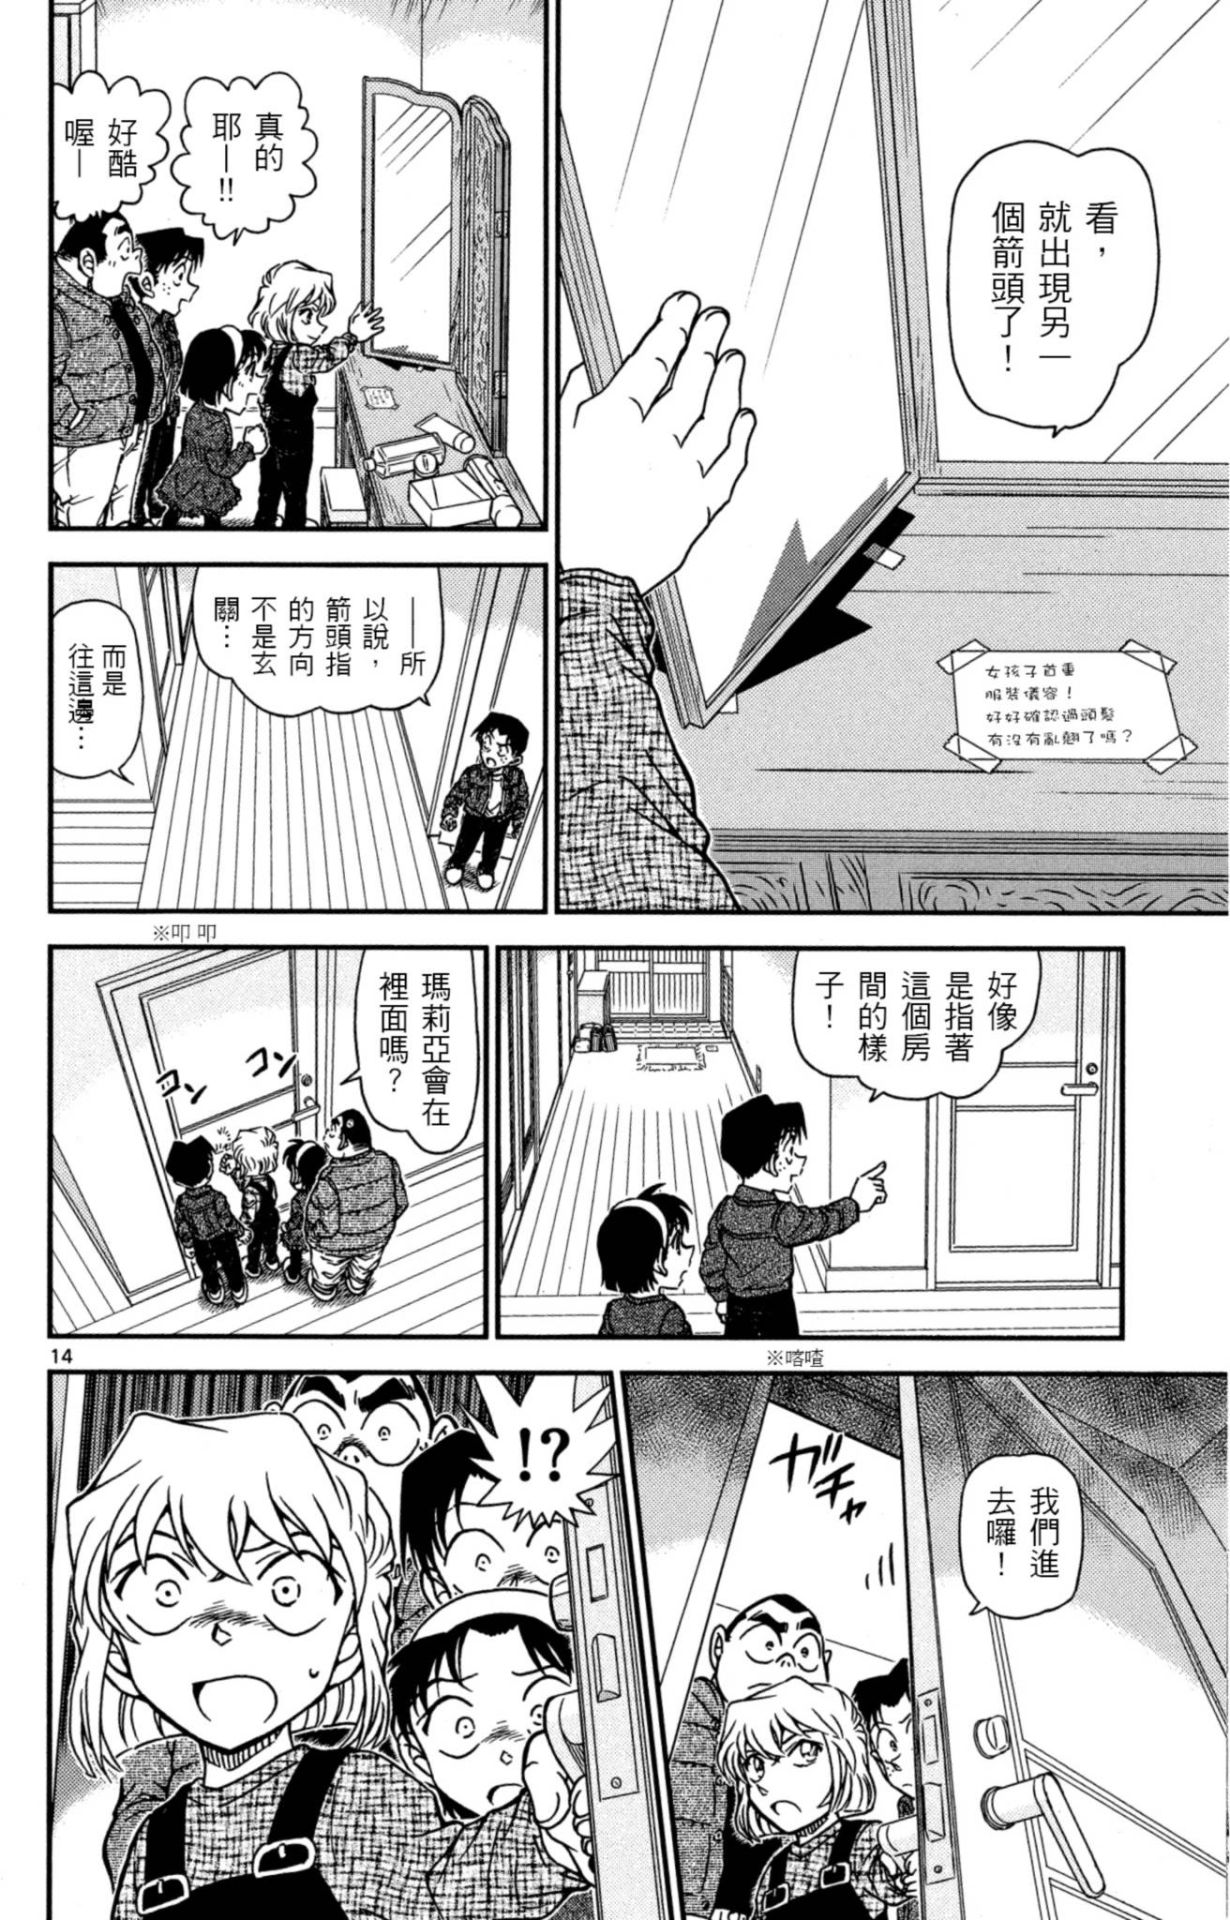 看，
就出現另一
個箭頭了！
女孩子首重
服裝儀容！
好好確認過頭髮
有沒有亂翹了嗎？
真的
耶—!!
好酷
喔—
——所
以說，
箭頭指
的方向
不是玄
關…
而是
往這邊…
好像
是指著
這個房
間的樣
子！
※叩 叩
瑪莉亞會在
裡面嗎？
コン
コン
14
※喀喳
我們進
去囉！
ガチャ
!?